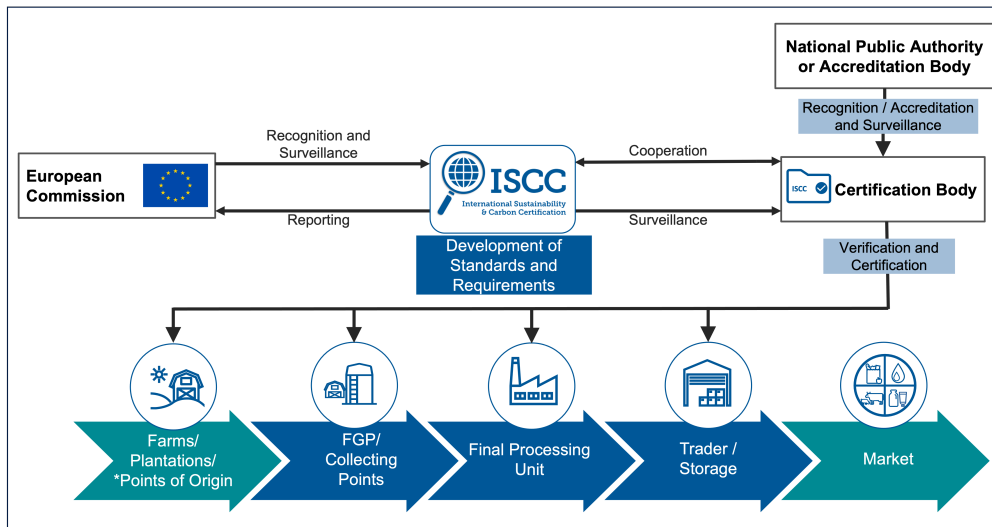 National Public Authority
or Accreditation Body
Recognition / Accreditation
and Surveillance
Recognition and
Surveillance
Cooperation
European
Commission
ISCC
International Sustainability
& Carbon Certification
ISCC
Certification Body
Reporting
Surveillance
Development of
Standards and
Requirements
Verification and
Certification
Farms/
Plantations/
*Points of Origin
FGP/
Collecting
Points
Final Processing
Unit
Trader /
Storage
Market